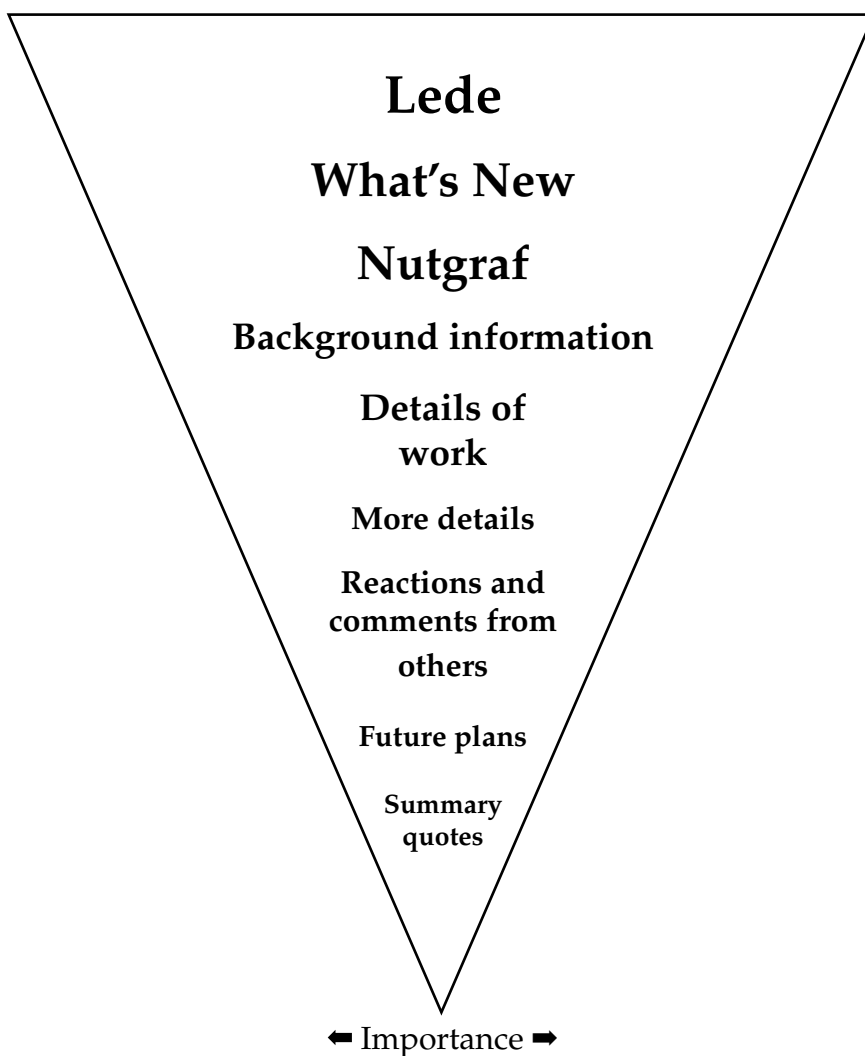 Lede
What’s New
Nutgraf
Background information
Details of
work
More details
Reactions and
comments from
others
Future plans
Summary
quotes
⬅ Importance ➡